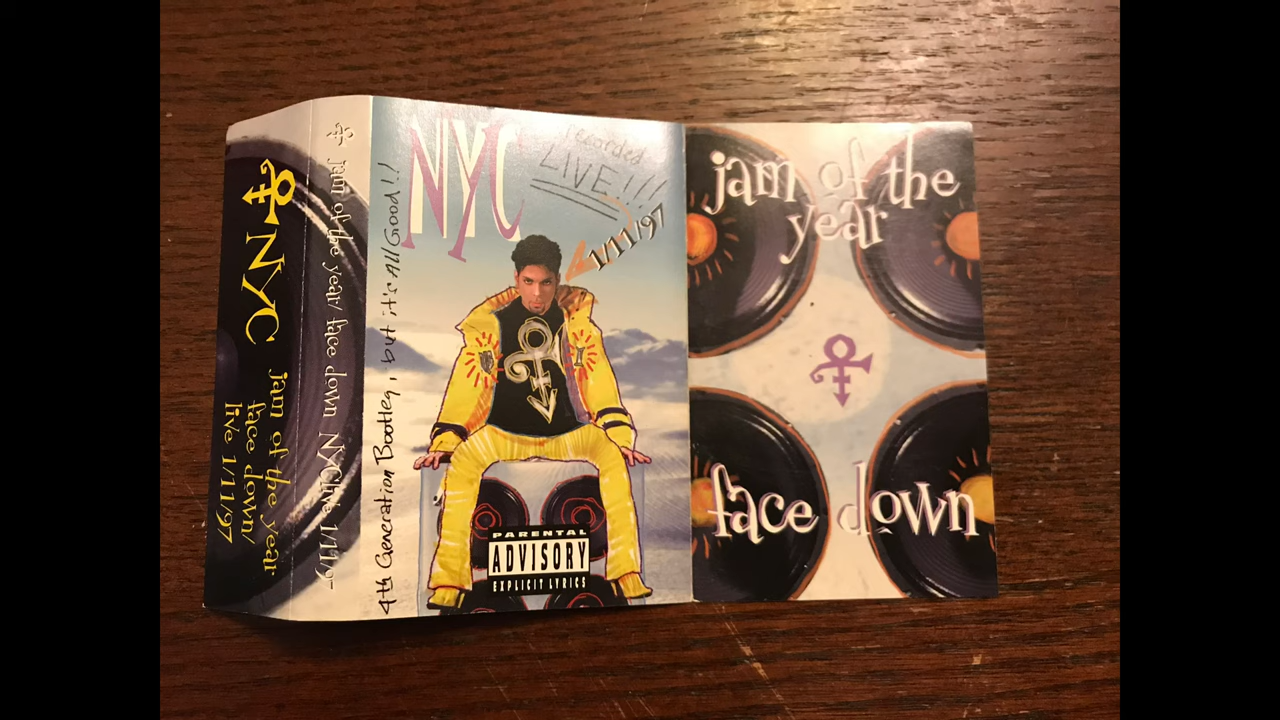 NYC
jam of the year
face down/
live 1/11/97
jam of the year/ face down NYC live 1/11/97
4th Generation Bootleg, but it's All Good!!
NYC
recorded
LIVE!!!
1/11/97
PARENTAL
ADVISORY
EXPLICIT LYRICS
jam of the
year
face down